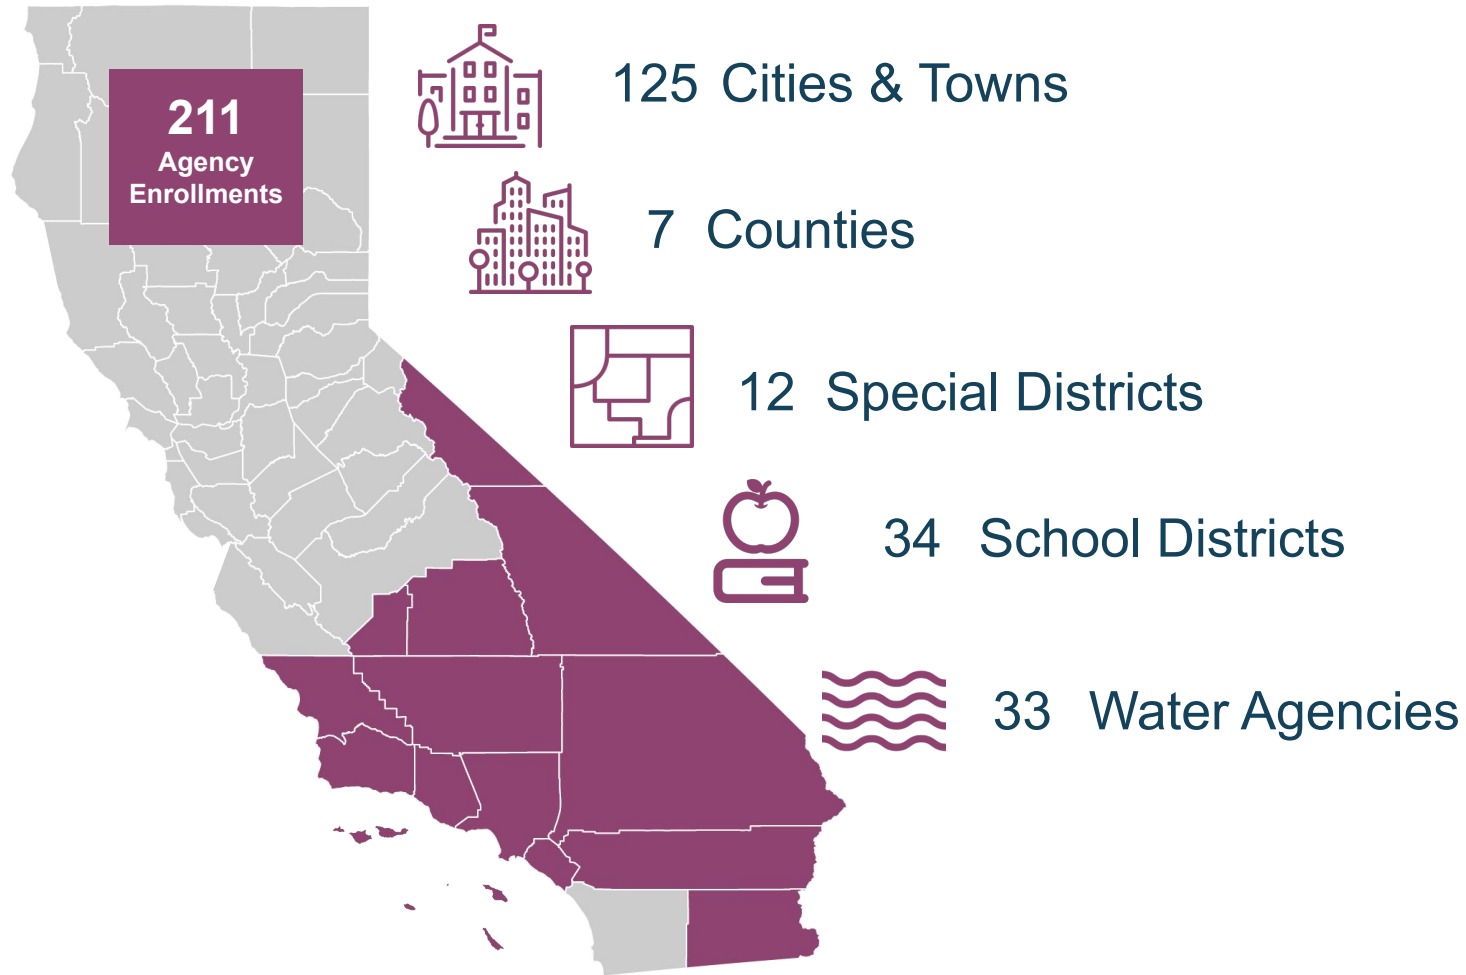 211
Agency
Enrollments
125 Cities & Towns
7 Counties
12 Special Districts
34 School Districts
33 Water Agencies